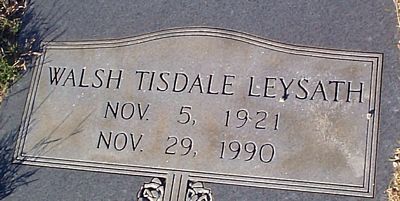 WALSH TISDALE LEYSATH
NOV. 5, 1921
NOV. 29, 1990